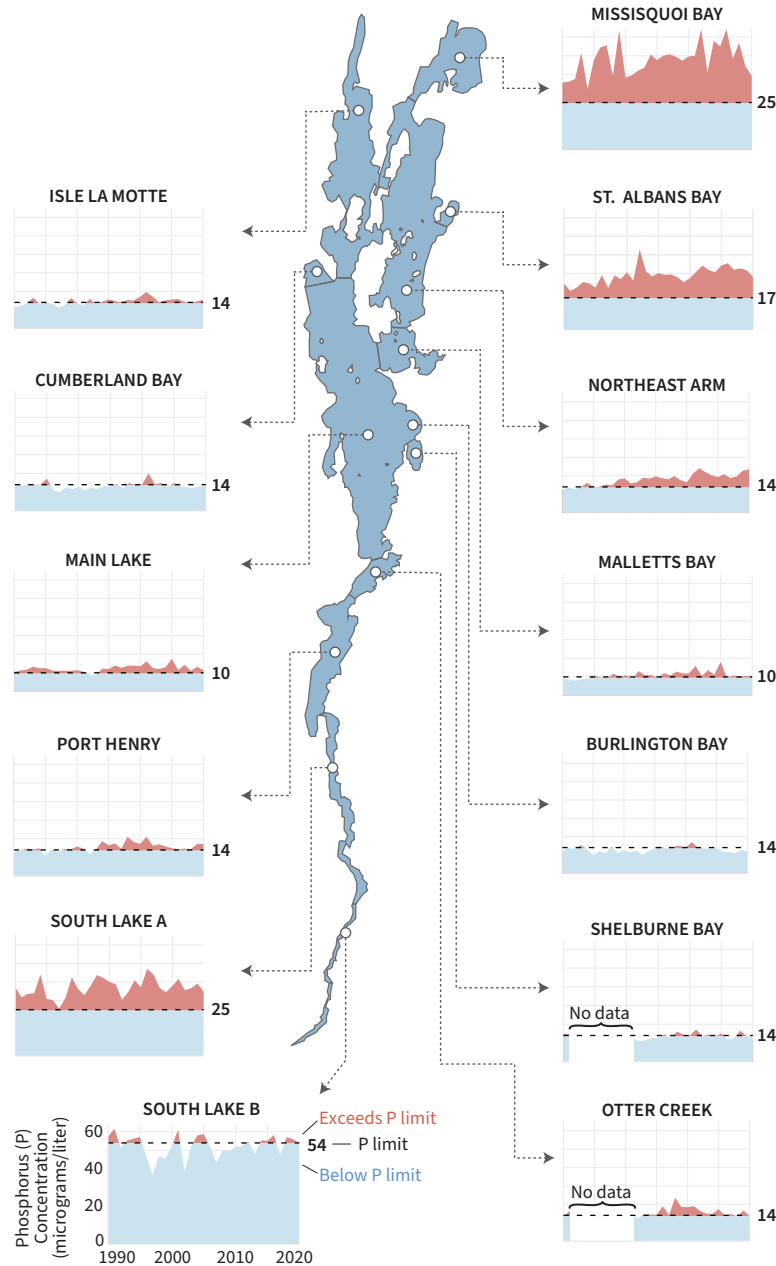 MISSISQUOI BAY
25
ISLE LA MOTTE
14
ST. ALBANS BAY
17
CUMBERLAND BAY
14
NORTHEAST ARM
14
MAIN LAKE
10
MALLETTS BAY
10
PORT HENRY
14
BURLINGTON BAY
14
SOUTH LAKE A
25
SHELBURNE BAY
No data
14
SOUTH LAKE B
Phosphorus (P)
Concentration
(micrograms/liter)
60
40
20
0
1990 2000 2010 2020
Exceeds P limit
54 — P limit
Below P limit
OTTER CREEK
No data
14